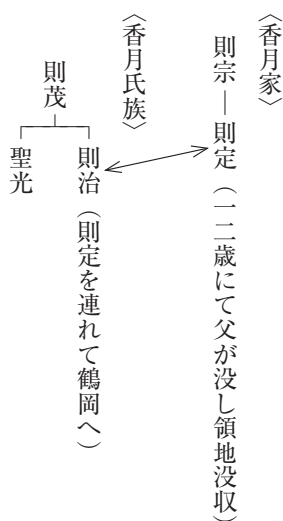 〈香月家〉
則宗―則定（一二歳にて父が没し領地没収）
〈香月氏族〉
則茂
則治（則定を連れて鶴岡へ）
聖光